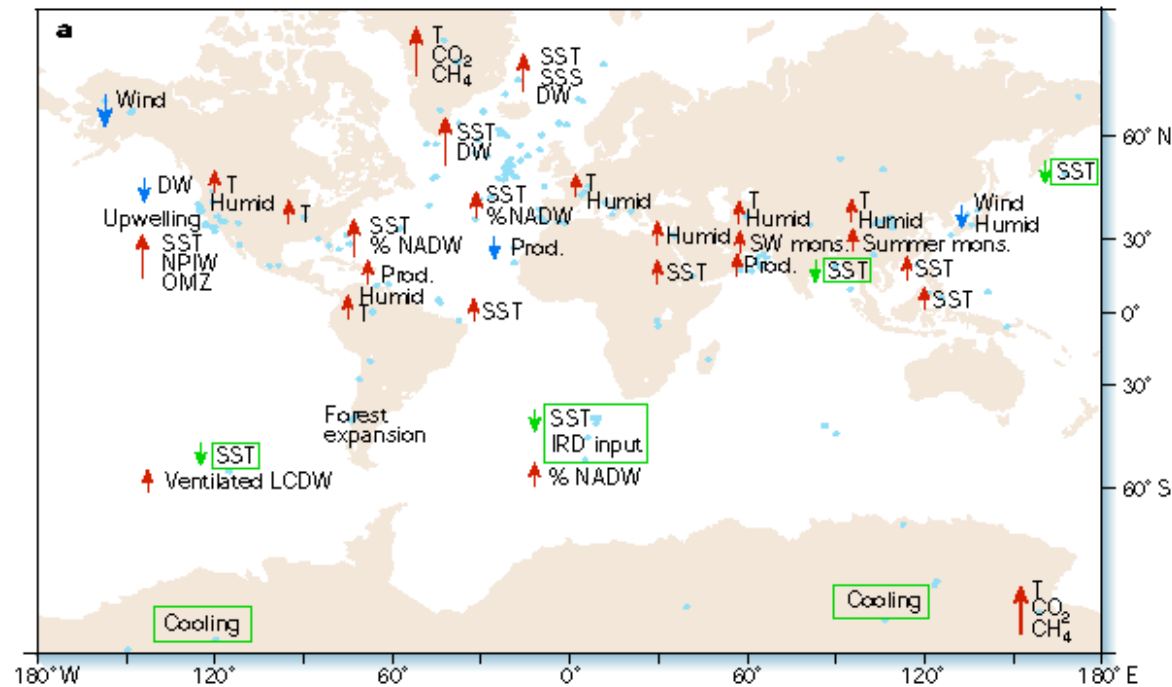 a
T
CO₂
CH₄
SST
SSS
DW
Wind
SST
DW
60° N
SST
DW
T
Humid
T
Upwelling
SST
NPIW
OMZ
SST
% NADW
SST
%NADW
Prod.
T
Humid
Humid
T
Humid
T
Humid
Wind
Humid
SW mons.
Summer mons.
30° N
Prod.
Humid
T
SST
SST
Prod.
SST
SST
SST
0°
30°
Forest
expansion
SST
IRD input
SST
Ventilated LCDW
% NADW
60° S
Cooling
Cooling
T
CO₂
CH₄
180° W
120°
60°
0°
60°
120°
180° E